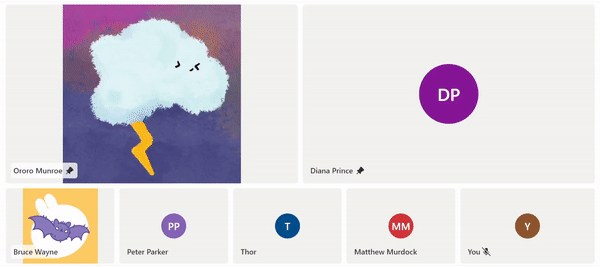 DP
Ororo Munroe
Diana Prince
PP
T
MM
Y
Bruce Wayne
Peter Parker
Thor
Matthew Murdock
You